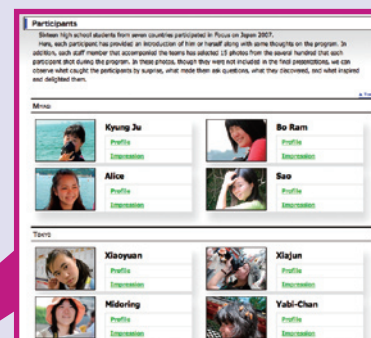 Participants
Sixteen high school students from seven countries participated in Focus on Japan 2007.
Here, each participant has provided an introduction of him or herself along with some thoughts on the program. In
addition, each staff member that accompanied the teams has selected 15 photos from the several hundred that each
participant shot during the program. In these photos, though they were not included in the final presentations, we can
observe what caught the participants by surprise, what made them ask questions, what they discovered, and what inspired
and delighted them.
Kyung Ju
Profile
Impression
Bo Ram
Profile
Impression
Alice
Profile
Impression
Sao
Profile
Impression
Tokyo
Xiaoyuan
Profile
Impression
Xiajun
Profile
Impression
Midoring
Profile
Impression
Yabi-Chan
Profile
Impression